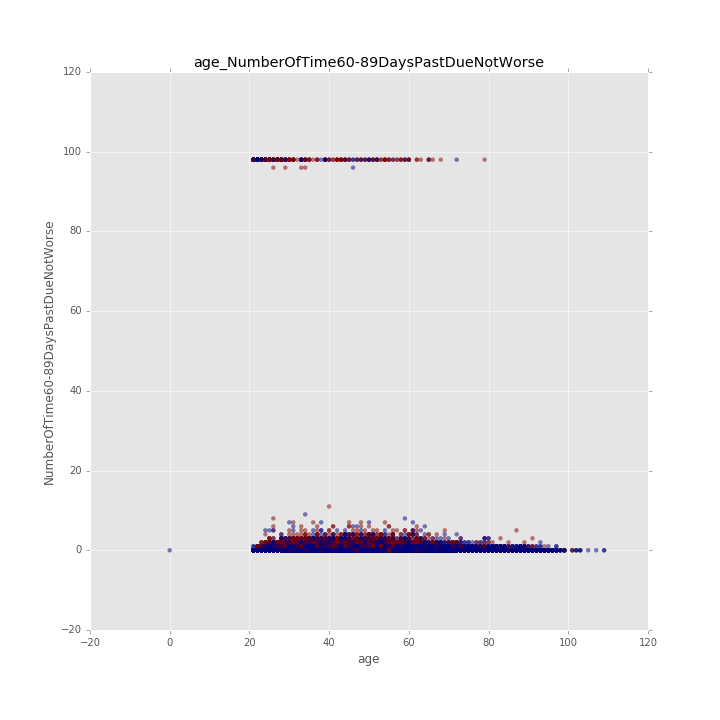 age_NumberOfTime60-89DaysPastDueNotWorse
120
100
80
60
40
20
0
−20
NumberOfTime60-89DaysPastDueNotWorse
−20 0 20 40 60 80 100 120
age